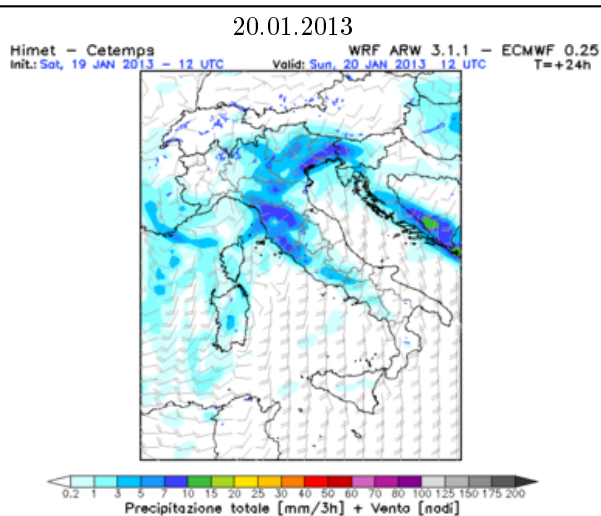 20.01.2013
Himet - Cetemps WRF ARW 3.1.1 - ECMWF 0.25
Init.: Sat, 19 JAN 2013 - 12 UTC Valid: Sun, 20 JAN 2013 12 UTC T=+24h
0.2 1 3 5 7 10 15 20 25 30 40 50 60 70 80 100 125 150 175 200
Precipitazione totale [mm/3h] + Vento [nodi]